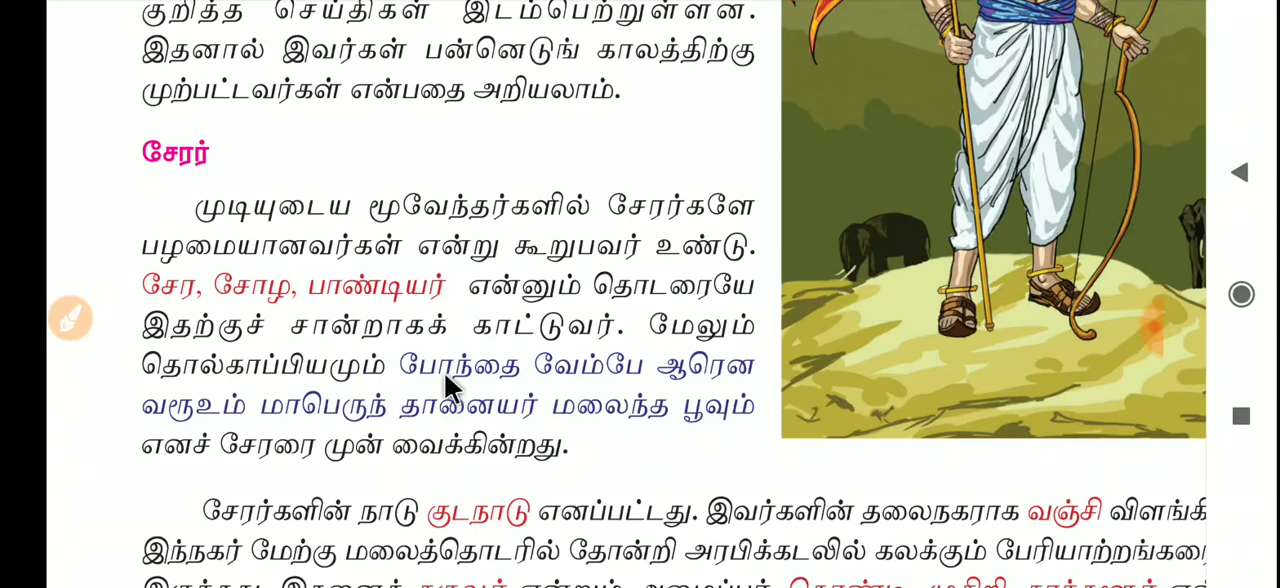 குறித்த செய்திகள் இடம்பெற்றுள்ளன.
இதனால் இவர்கள் பன்னெடுங் காலத்திற்கு
முற்பட்டவர்கள் என்பதை அறியலாம்.
சேரர்
முடியுடைய மூவேந்தர்களில் சேரர்களே
பழமையானவர்கள் என்று கூறுபவர் உண்டு.
சேர, சோழ, பாண்டியர் என்னும் தொடரையே
இதற்குச் சான்றாகக் காட்டுவர். மேலும்
தொல்காப்பியமும் போந்தை வேம்பே ஆரென
வரூஉம் மாபெருந் தானையர் மலைந்த பூவும்
எனச் சேரரை முன் வைக்கின்றது.
சேரர்களின் நாடு குடநாடு எனப்பட்டது. இவர்களின் தலைநகராக வஞ்சி
இந்நகர் மேற்கு மலைத்தொடரில் தோன்றி அரபிக்கடலில் கலக்கும்